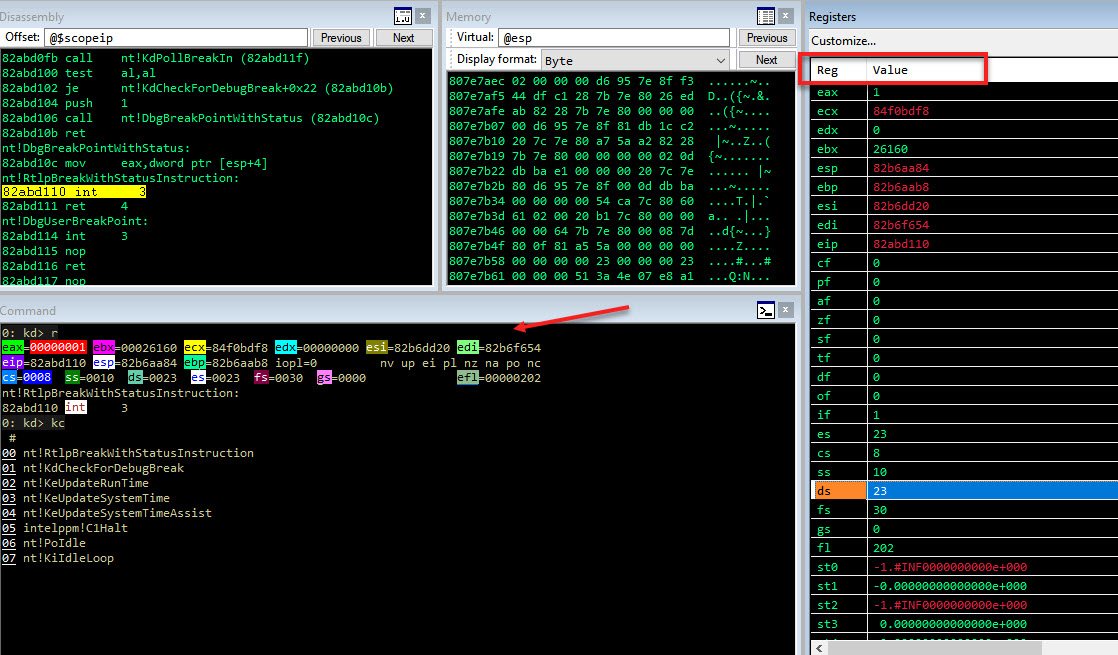 Disassembly
Offset: @$scopeip Previous Next
82abd0fb call nt!KdPollBreakIn (82abd11f)
82abd100 test al,al
82abd102 je nt!KdCheckForDebugBreak+0x22 (82abd10b)
82abd104 push 1
82abd106 call nt!DbgBreakPointWithStatus (82abd10c)
82abd10b ret
nt!DbgBreakPointWithStatus:
82abd10c mov eax,dword ptr [esp+4]
nt!RtlpBreakWithStatusInstruction:
82abd110 int 3
82abd111 ret 4
nt!DbgUserBreakPoint:
82abd114 int 3
82abd115 nop
82abd116 ret
82abd117 nop
Memory
Virtual: @esp Previous
Display format: Byte Next
807e7aec 02 00 00 00 d6 95 7e 8f f3 ......~..
807e7af5 44 df c1 28 7b 7e 80 26 ed D..({~.&.
807e7afe ab 82 28 7b 7e 80 00 00 00 ..({~....
807e7b07 00 d6 95 7e 8f 81 db 1c c2 ...~.....
807e7b10 20 7c 7e 80 a7 5a a2 82 28 |~..Z..(
807e7b19 7b 7e 80 00 00 00 00 02 0d {~.......
807e7b22 db ba e1 00 00 00 20 7c 7e ...... |~
807e7b2b 80 d6 95 7e 8f 00 0d db ba ...~.....
807e7b34 00 00 00 00 54 ca 7c 80 60 ....T.|.`
807e7b3d 61 02 00 20 b1 7c 80 00 00 a.. .|...
807e7b46 00 00 64 7b 7e 80 00 08 7d ..d{~...}
807e7b4f 80 0f 81 a5 5a 00 00 00 00 ....Z....
807e7b58 00 00 00 00 23 00 00 00 23 ....#...#
807e7b61 00 00 00 51 3a 4e 07 e8 a1 ...Q:N...
Command
0: kd> r
eax=00000001 ebx=00026160 ecx=84f0bdf8 edx=00000000 esi=82b6dd20 edi=82b6f654
eip=82abd110 esp=82b6aa84 ebp=82b6aab8 iopl=0 nv up ei pl nz na po nc
cs=0008 ss=0010 ds=0023 es=0023 fs=0030 gs=0000 efl=00000202
nt!RtlpBreakWithStatusInstruction:
82abd110 int 3
0: kd> kc
#
00 nt!RtlpBreakWithStatusInstruction
01 nt!KdCheckForDebugBreak
02 nt!KeUpdateRunTime
03 nt!KeUpdateSystemTime
04 nt!KeUpdateSystemTimeAssist
05 intelppm!C1Halt
06 nt!PoIdle
07 nt!KiIdleLoop
Registers
Customize...
Reg Value
eax 1
ecx 84f0bdf8
edx 0
ebx 26160
esp 82b6aa84
ebp 82b6aab8
esi 82b6dd20
edi 82b6f654
eip 82abd110
cf 0
pf 0
af 0
zf 0
sf 0
tf 0
df 0
of 0
if 1
es 23
cs 8
ss 10
ds 23
fs 30
gs 0
fl 202
st0 -1.#INF0000000000e+000
st1 -0.00000000000000e+000
st2 -1.#INF0000000000e+000
st3 0.00000000000000e+000